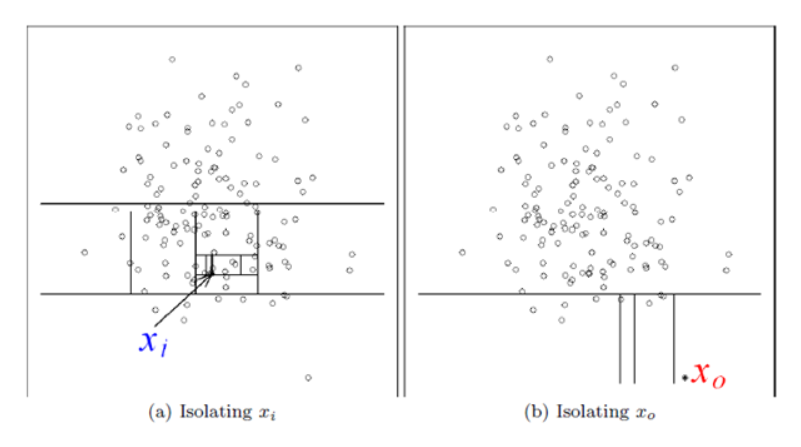 x_i
x_o
(a) Isolating x_i
(b) Isolating x_o